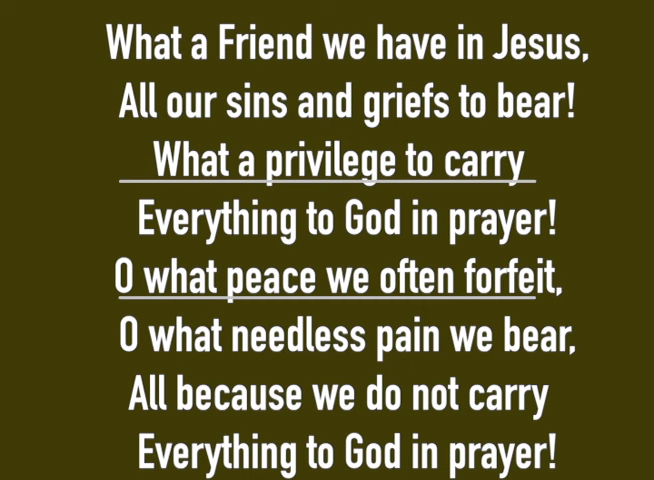 What a Friend we have in Jesus,
All our sins and griefs to bear!
What a privilege to carry
Everything to God in prayer!
O what peace we often forfeit,
O what needless pain we bear,
All because we do not carry
Everything to God in prayer!